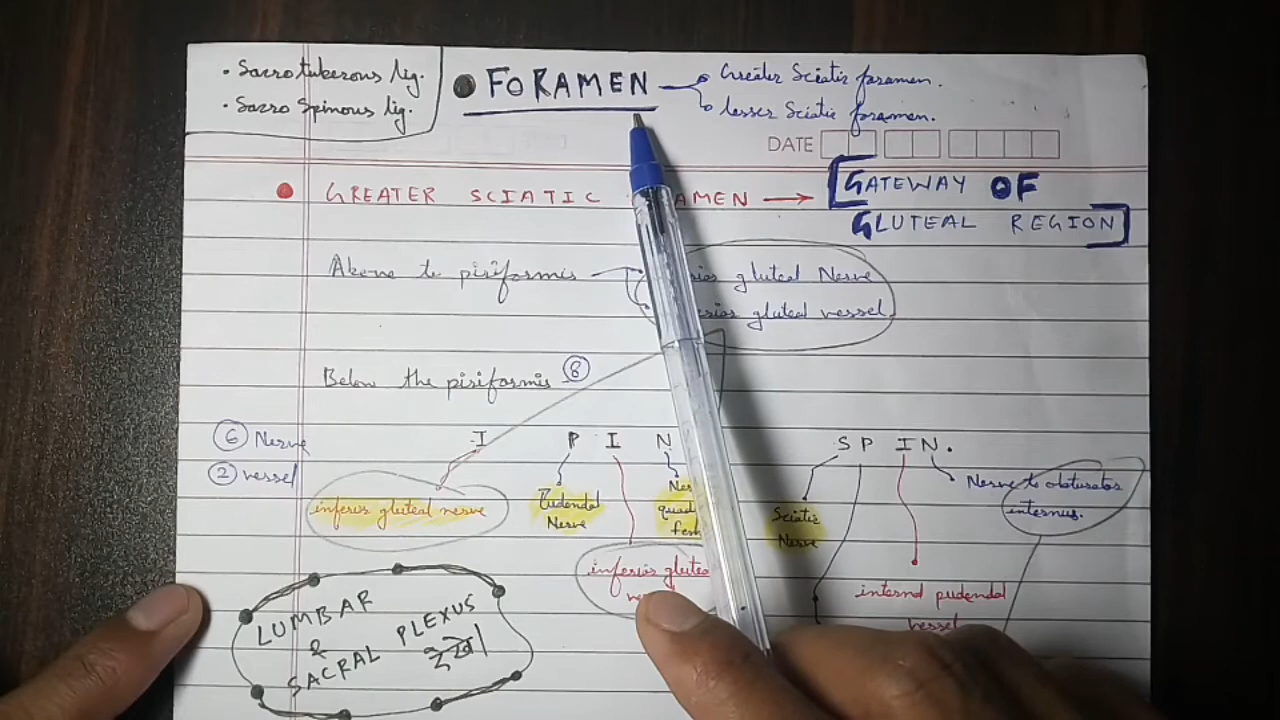 • Sacrotuberous lig.
• Sacro Spinous lig.
• FORAMEN
Greater Sciatic foramen.
lesser Sciatic foramen.
DATE
• GREATER SCIATIC AMEN → [GATEWAY OF
GLUTEAL REGION]
Above to piriformis
gluteal Nerve
gluteal vessel.
Below the piriformis ⑧
⑥ Nerve
② vessel
I P I N S P I N.
inferior gluteal nerve
Pudendal
Nerve
Sciatic
Nerve
Nerve to obturator
internus.
inferior
internal pudendal
vessel
LUMBAR
&
SACRAL PLEXUS